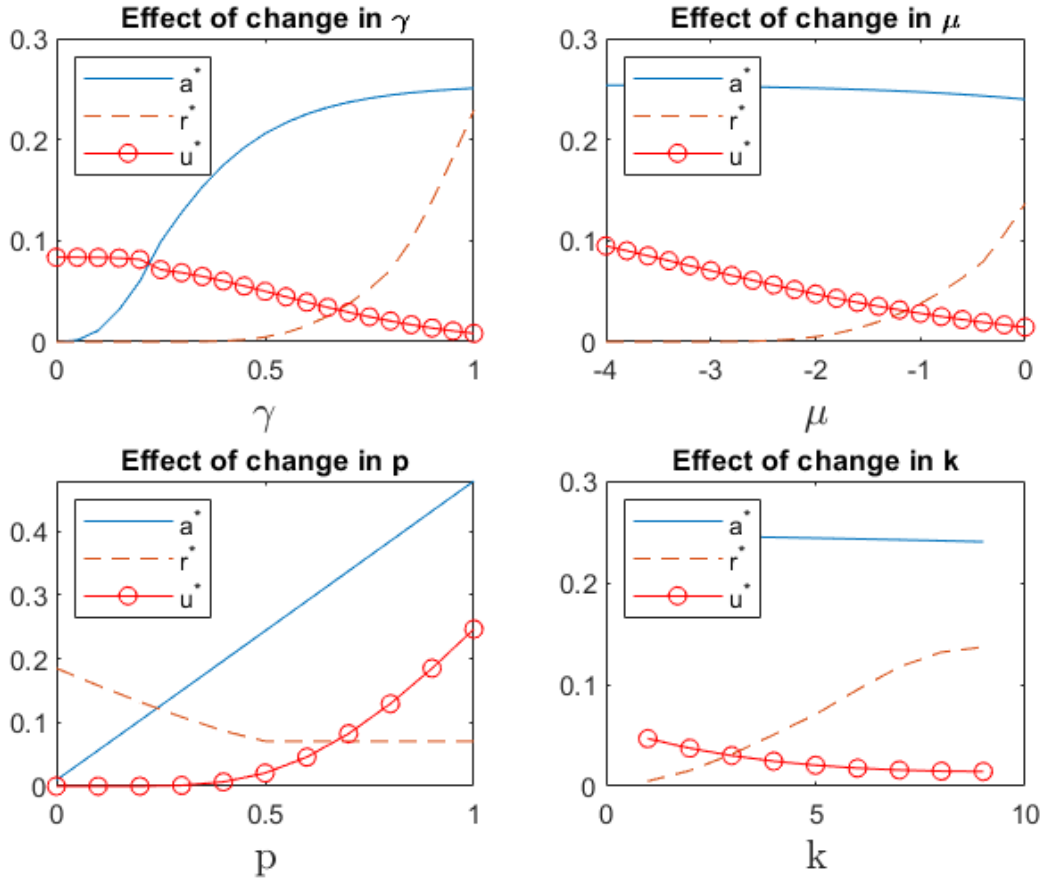 Effect of change in γ
0.3
0.2
0.1
0
a*
r*
u*
0
0.5
1
γ
Effect of change in μ
0.3
0.2
0.1
0
a*
r*
u*
-4
-3
-2
-1
0
μ
Effect of change in p
0.4
0.3
0.2
0.1
0
a*
r*
u*
0
0.5
1
p
Effect of change in k
0.3
0.2
0.1
0
a*
r*
u*
0
5
10
k